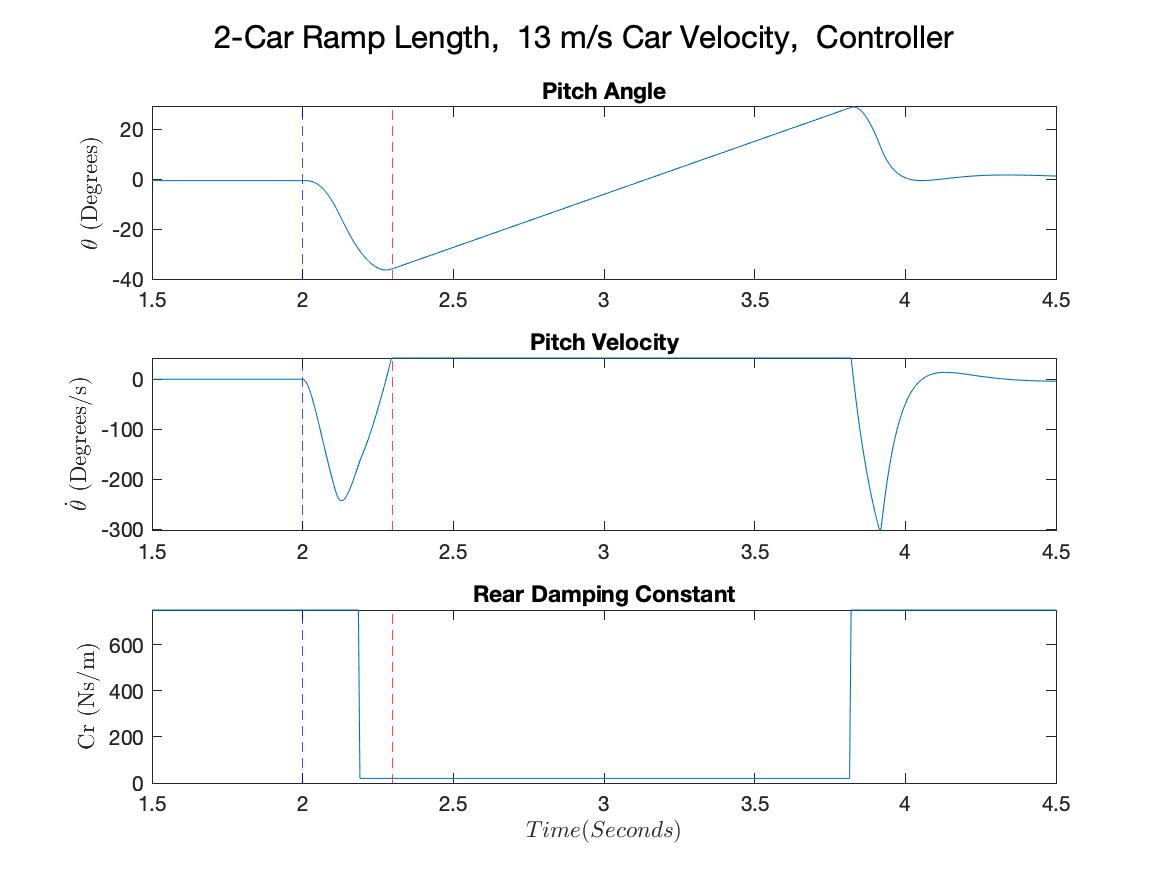 2-Car Ramp Length,  13 m/s Car Velocity,  Controller
Pitch Angle
θ (Degrees)
20
0
-20
-40
1.5 2 2.5 3 3.5 4 4.5
Pitch Velocity
θ̇ (Degrees/s)
0
-100
-200
-300
1.5 2 2.5 3 3.5 4 4.5
Rear Damping Constant
Cr (Ns/m)
600
400
200
0
1.5 2 2.5 3 3.5 4 4.5
Time(Seconds)